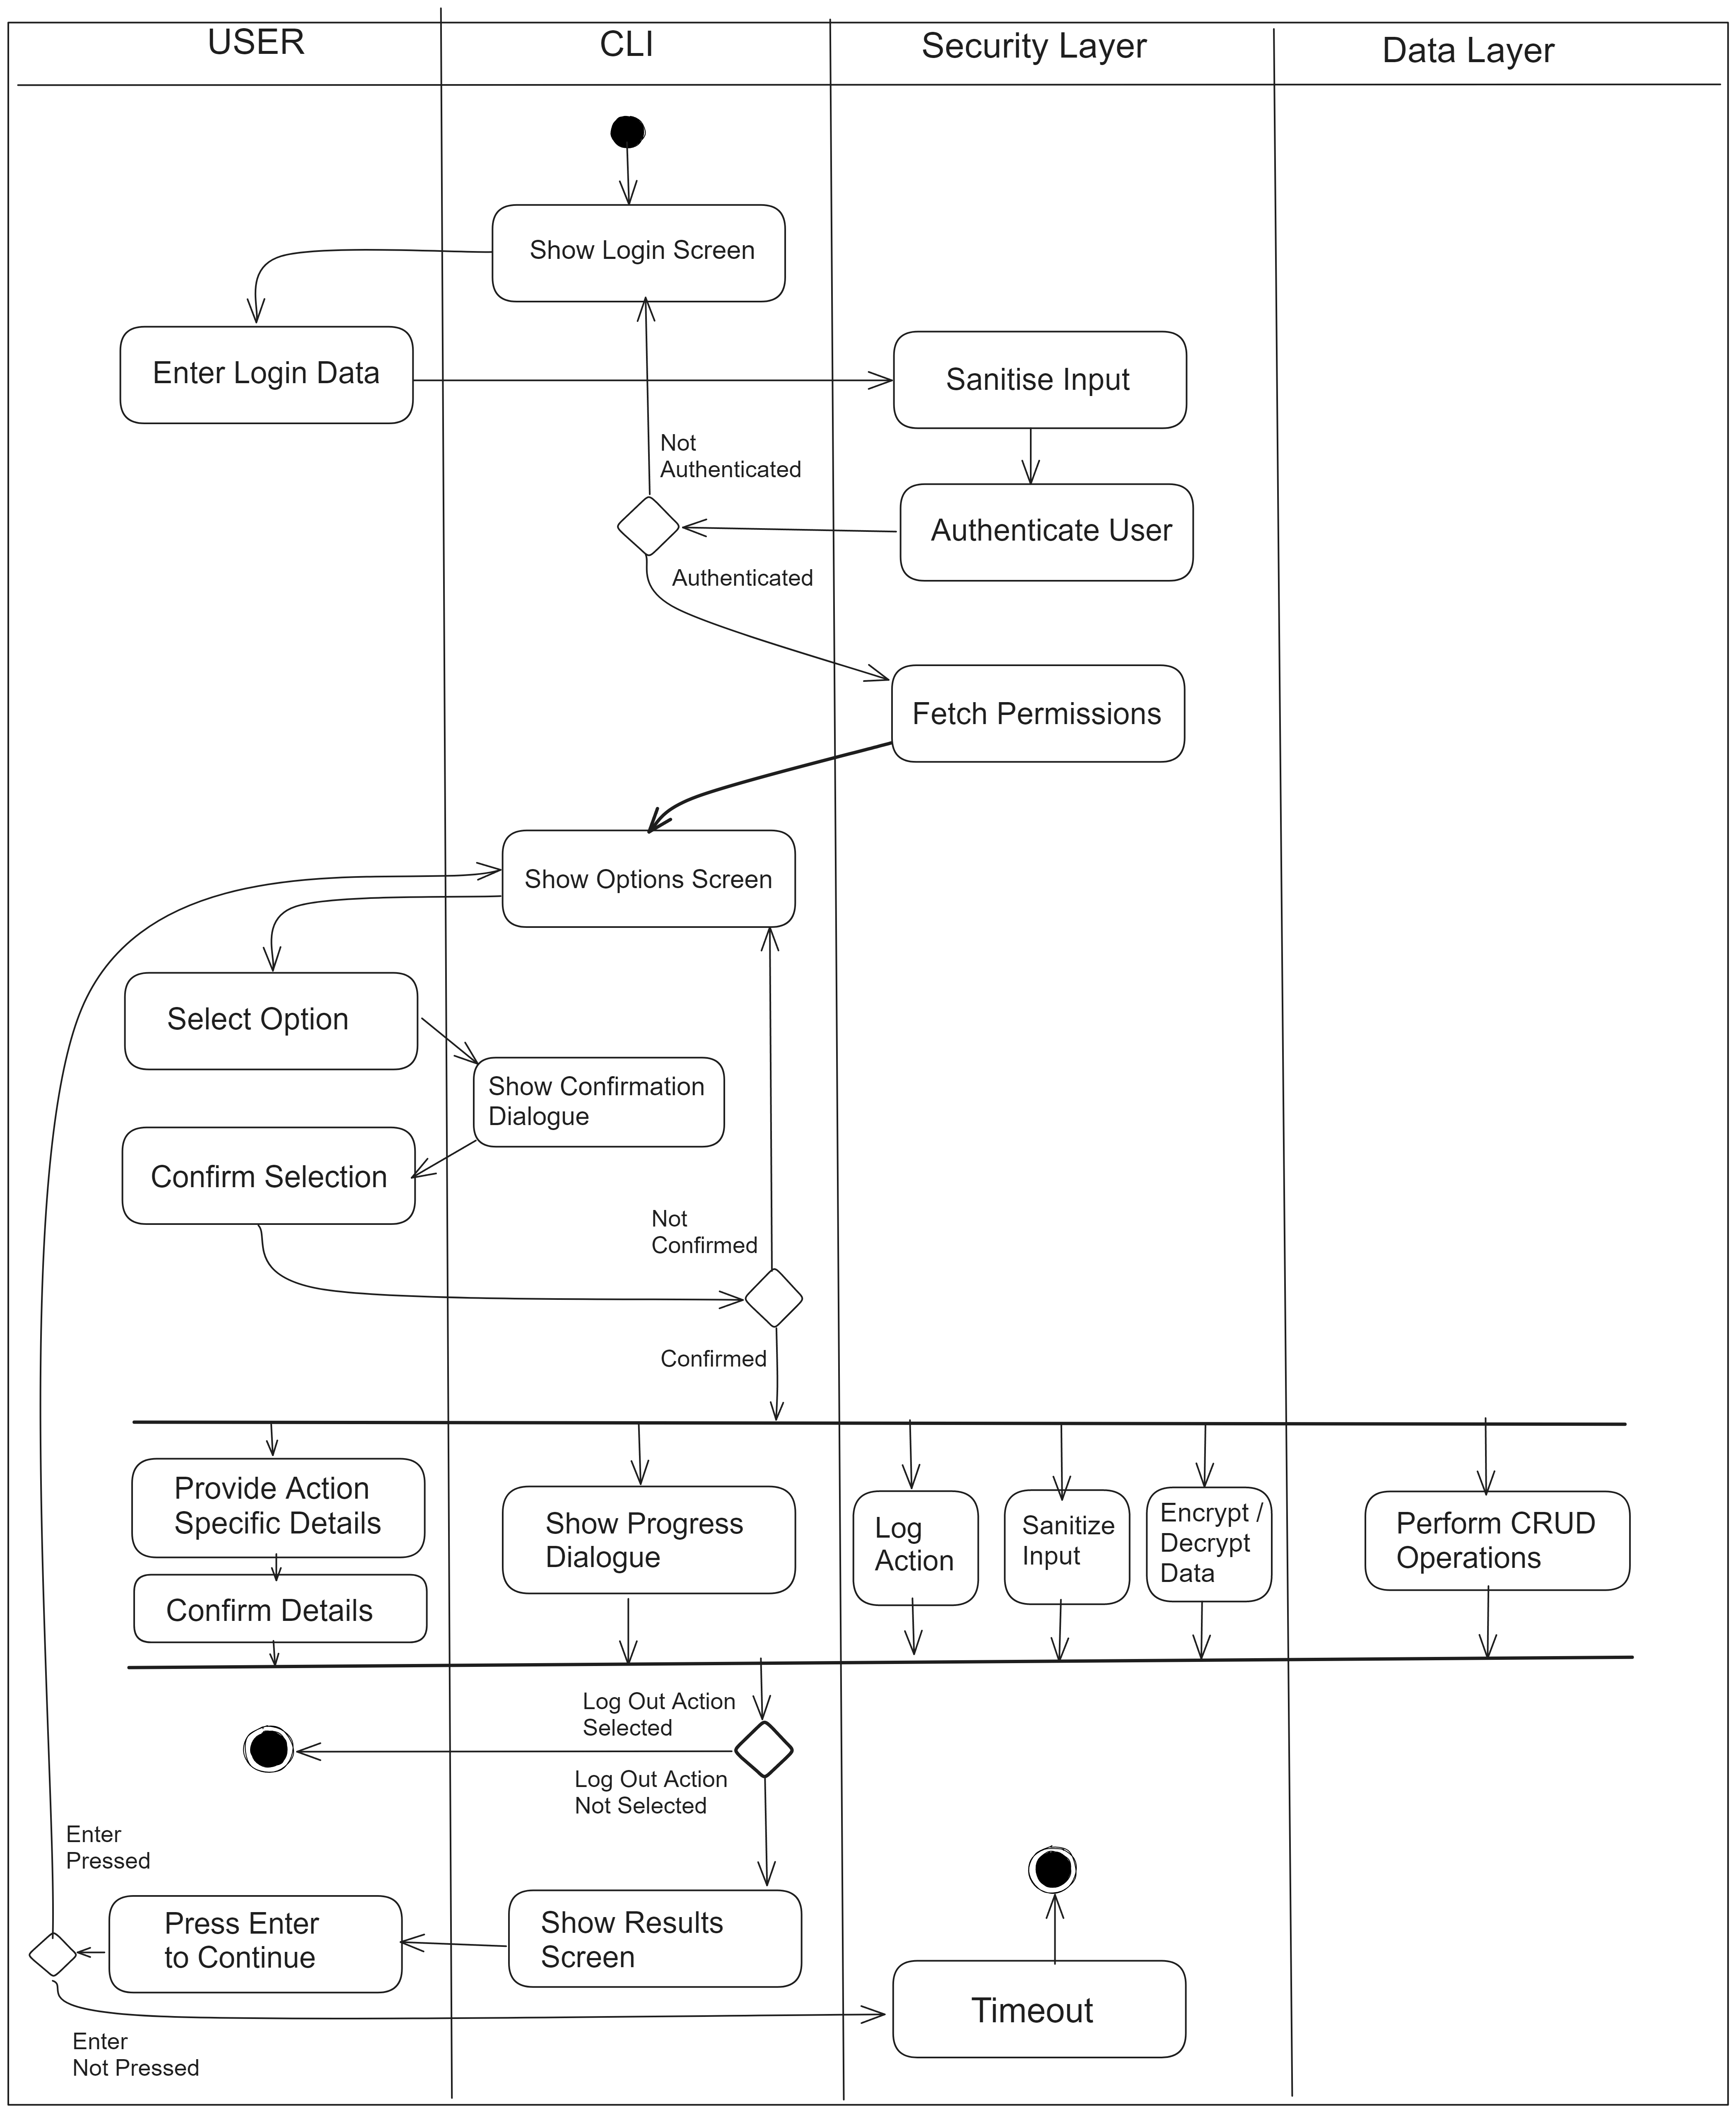 USER
CLI
Security Layer
Data Layer
Show Login Screen
Enter Login Data
Sanitise Input
Not
Authenticated
Authenticate User
Authenticated
Fetch Permissions
Show Options Screen
Select Option
Show Confirmation
Dialogue
Confirm Selection
Not
Confirmed
Confirmed
Provide Action
Specific Details
Confirm Details
Show Progress
Dialogue
Log
Action
Sanitize
Input
Encrypt /
Decrypt
Data
Perform CRUD
Operations
Log Out Action
Selected
Log Out Action
Not Selected
Enter
Pressed
Press Enter
to Continue
Show Results
Screen
Timeout
Enter
Not Pressed